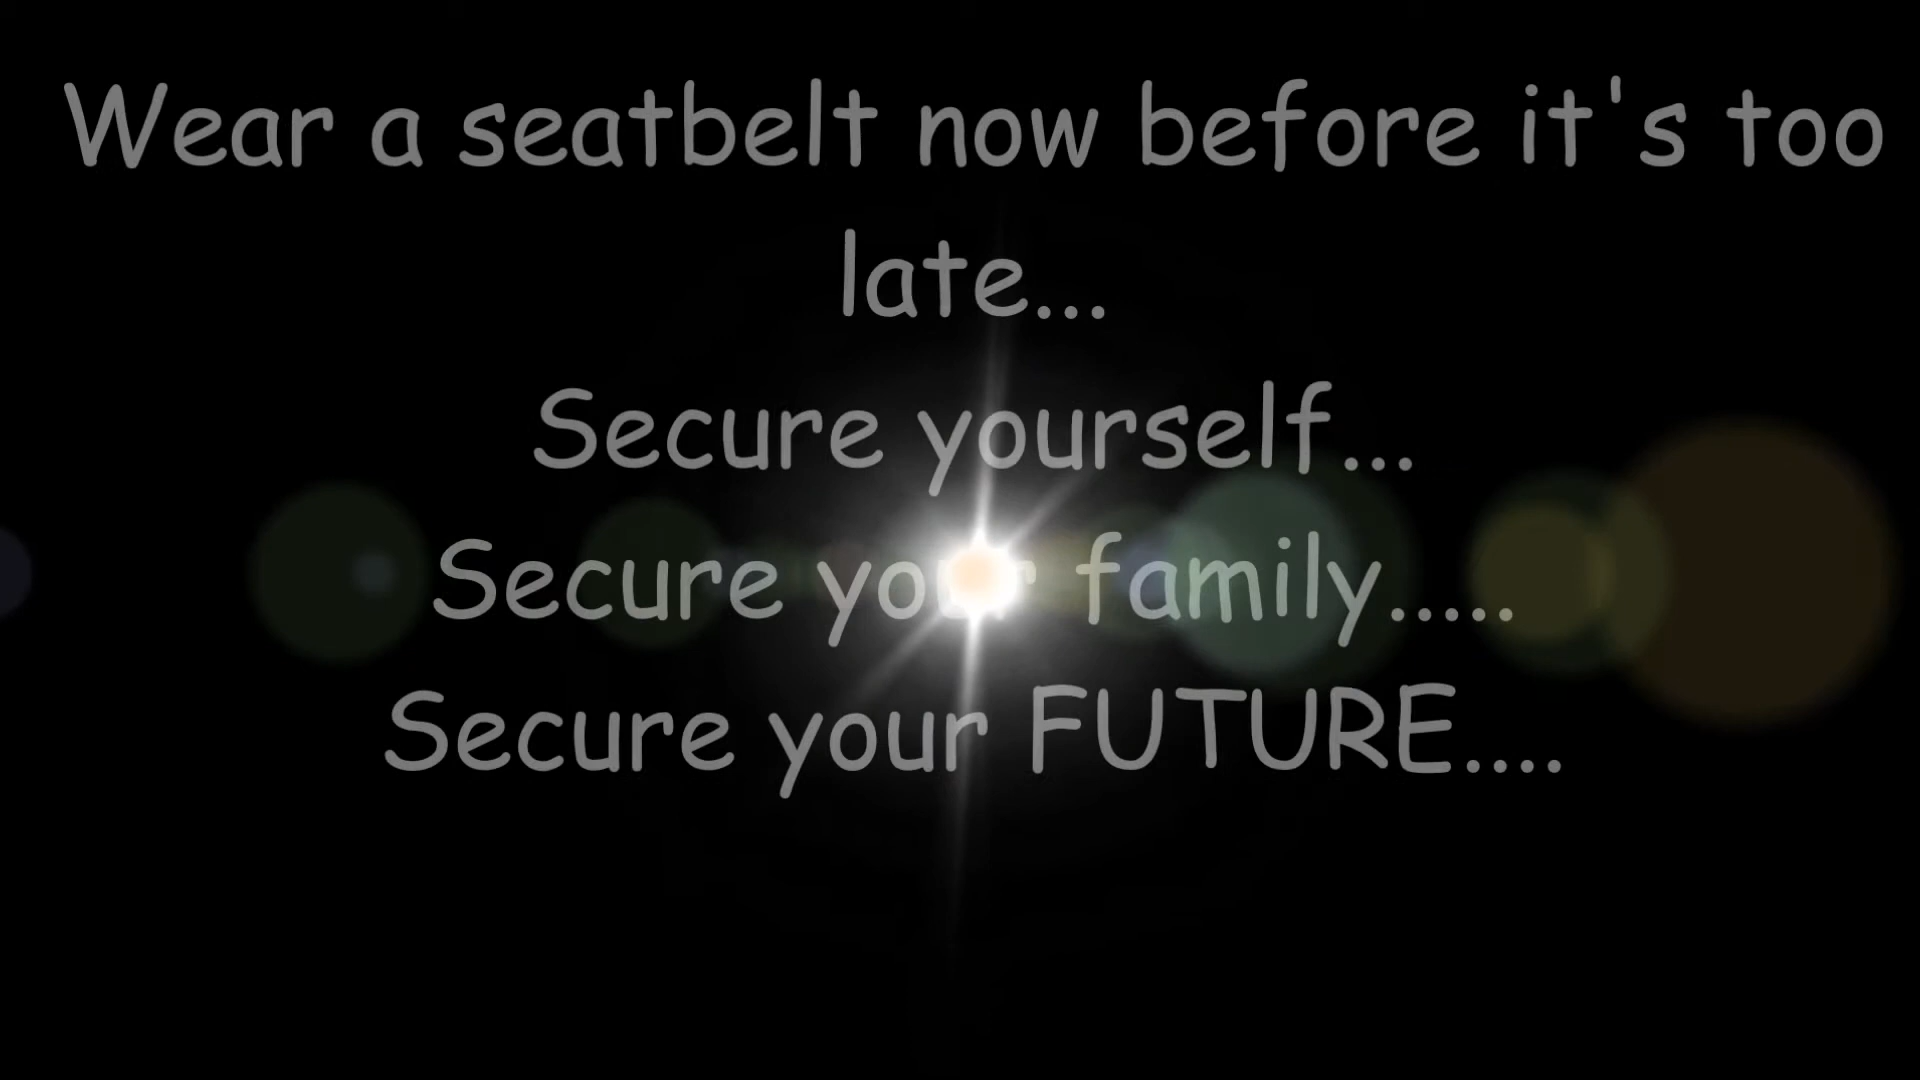 Wear a seatbelt now before it's too
late...
Secure yourself...
Secure your family.....
Secure your FUTURE....